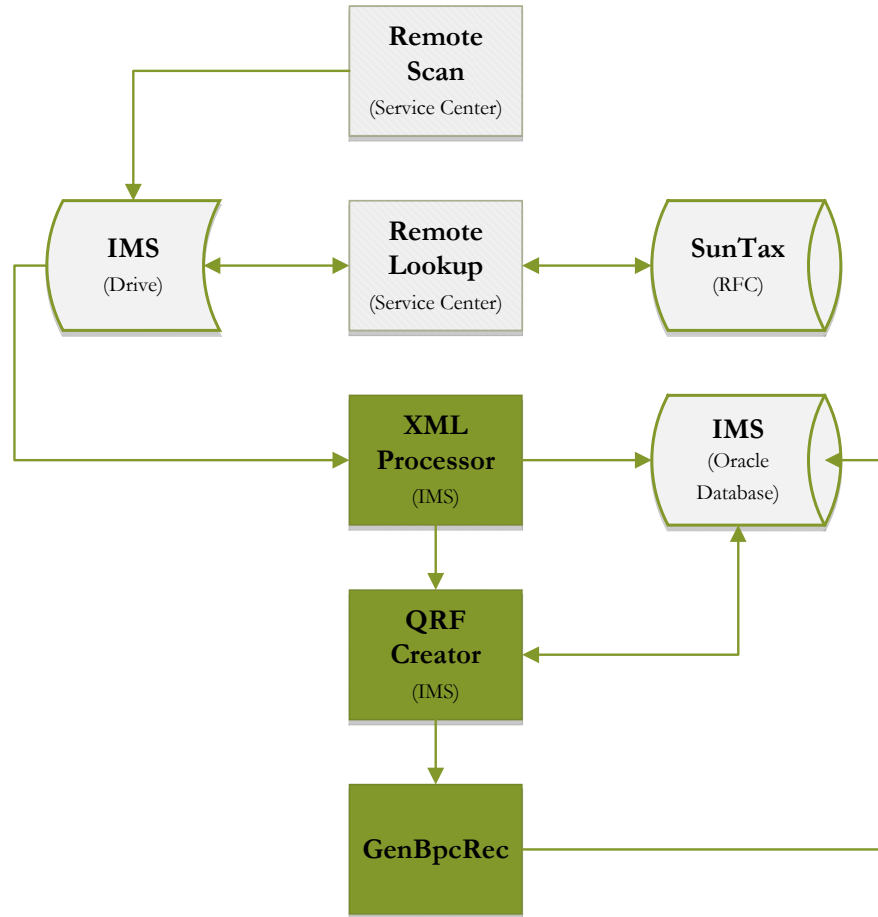 Remote
Scan
(Service Center)
IMS
(Drive)
Remote
Lookup
(Service Center)
SunTax
(RFC)
XML
Processor
(IMS)
IMS
(Oracle
Database)
QRF
Creator
(IMS)
GenBpcRec